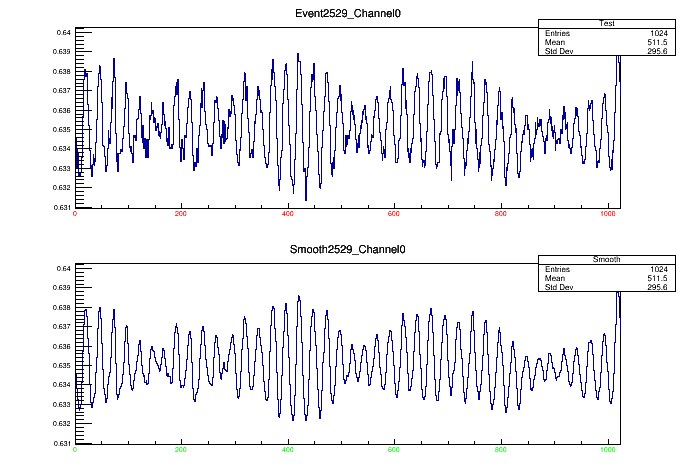 Event2529_Channel0
Test
Entries 1024
Mean 511.5
Std Dev 295.6
0.64
0.639
0.638
0.637
0.636
0.635
0.634
0.633
0.632
0.631
0 200 400 600 800 1000
Smooth2529_Channel0
Smooth
Entries 1024
Mean 511.5
Std Dev 295.6
0.64
0.639
0.638
0.637
0.636
0.635
0.634
0.633
0.632
0.631
0 200 400 600 800 1000